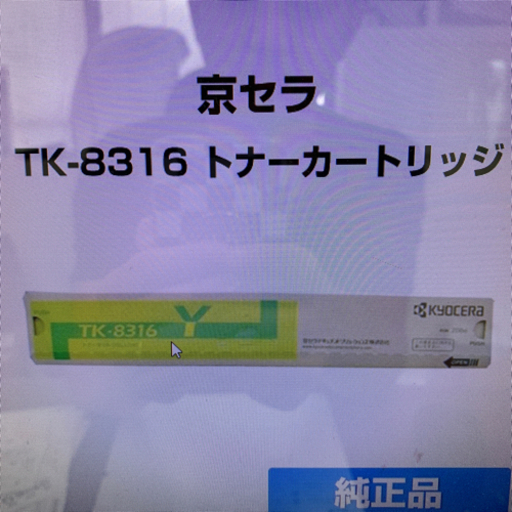 京セラ
TK-8316 トナーカートリッジ
TK-8316 Y
KYOCERA
OPEN
純正品